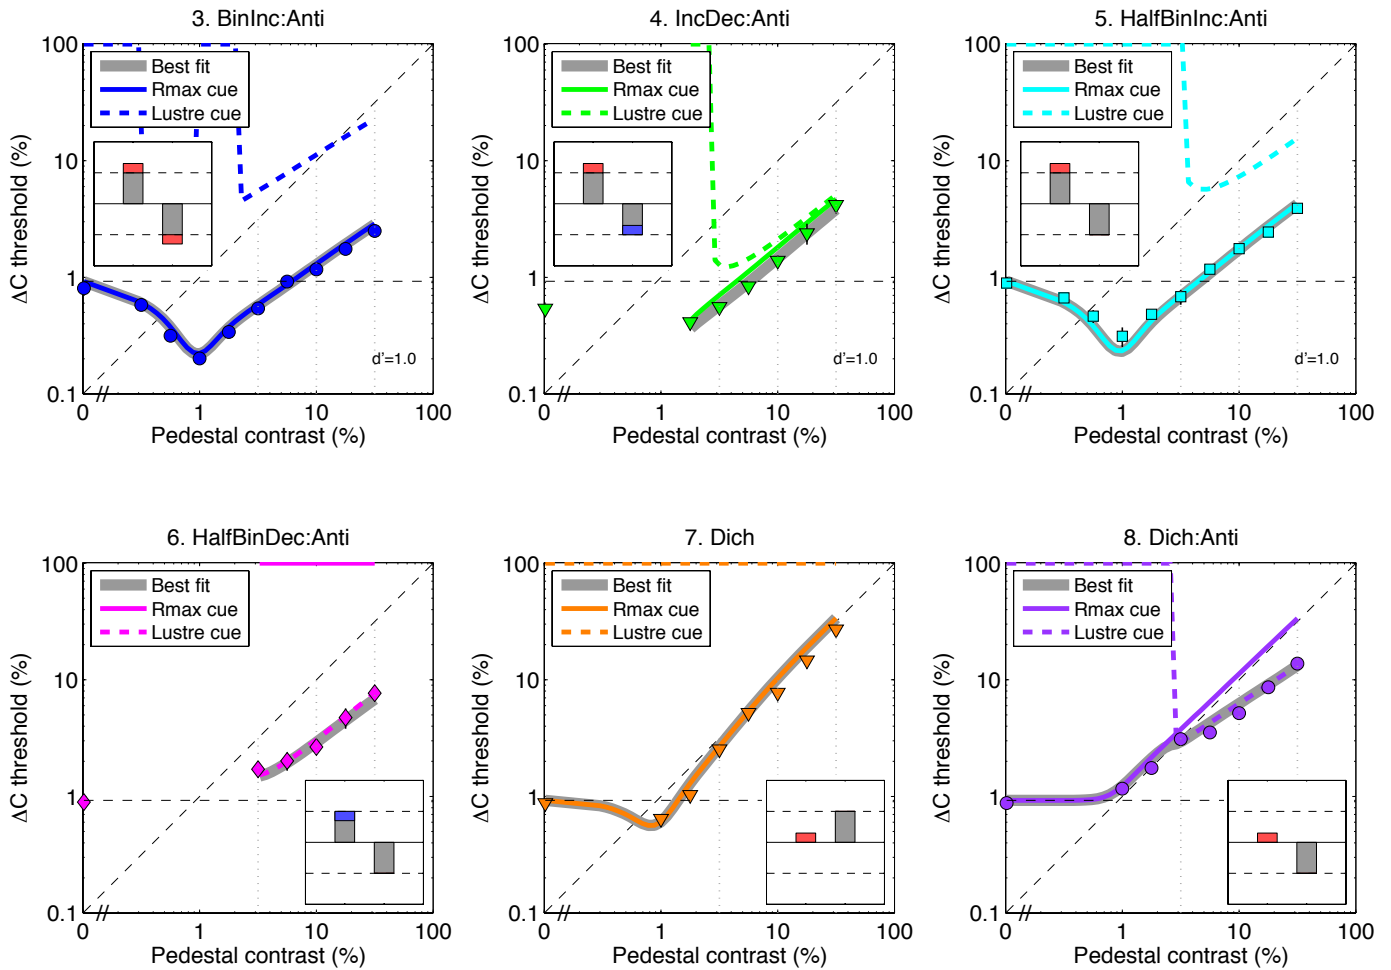 3. BinInc:Anti
100
10
1
0.1
ΔC threshold (%)
Best fit
Rmax cue
Lustre cue
d'=1.0
0 1 10 100
Pedestal contrast (%)
4. IncDec:Anti
100
10
1
0.1
ΔC threshold (%)
Best fit
Rmax cue
Lustre cue
d'=1.0
0 1 10 100
Pedestal contrast (%)
5. HalfBinInc:Anti
100
10
1
0.1
ΔC threshold (%)
Best fit
Rmax cue
Lustre cue
d'=1.0
0 1 10 100
Pedestal contrast (%)
6. HalfBinDec:Anti
100
10
1
0.1
ΔC threshold (%)
Best fit
Rmax cue
Lustre cue
0 1 10 100
Pedestal contrast (%)
7. Dich
100
10
1
0.1
ΔC threshold (%)
Best fit
Rmax cue
Lustre cue
0 1 10 100
Pedestal contrast (%)
8. Dich:Anti
100
10
1
0.1
ΔC threshold (%)
Best fit
Rmax cue
Lustre cue
0 1 10 100
Pedestal contrast (%)